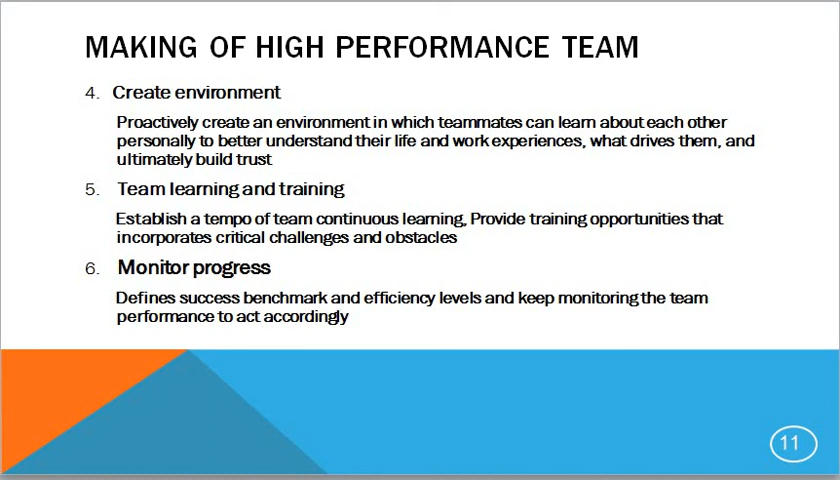 MAKING OF HIGH PERFORMANCE TEAM
4. Create environment
Proactively create an environment in which teammates can learn about each other
personally to better understand their life and work experiences, what drives them, and
ultimately build trust
5. Team learning and training
Establish a tempo of team continuous learning, Provide training opportunities that
incorporates critical challenges and obstacles
6. Monitor progress
Defines success benchmark and efficiency levels and keep monitoring the team
performance to act accordingly
11